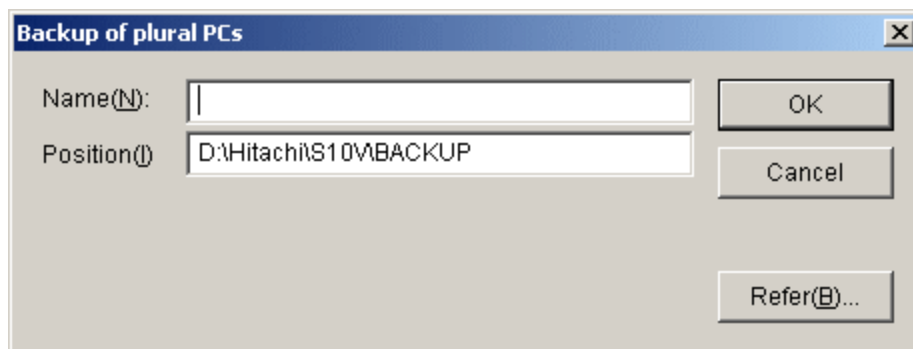 Backup of plural PCs
Name(N):
OK
Position(I)
D:\Hitachi\S10V\BACKUP
Cancel
Refer(B)...